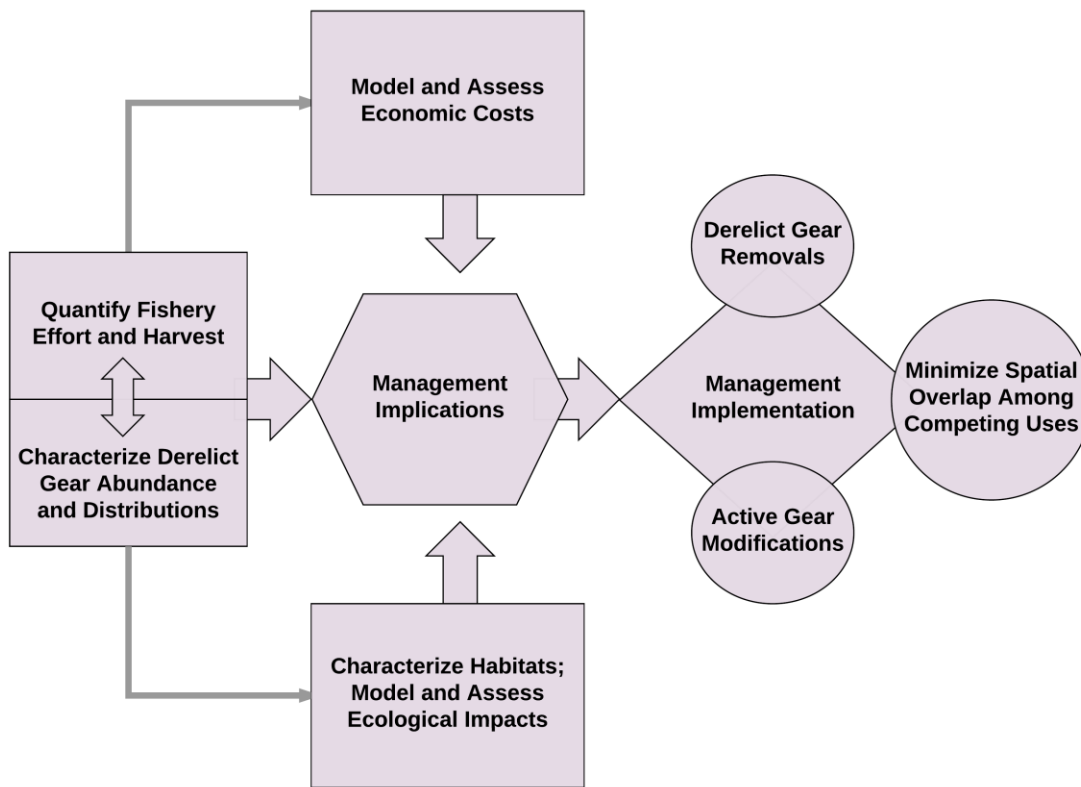 Model and Assess
Economic Costs
Quantify Fishery
Effort and Harvest
Characterize Derelict
Gear Abundance
and Distributions
Management
Implications
Characterize Habitats;
Model and Assess
Ecological Impacts
Derelict Gear
Removals
Management
Implementation
Active Gear
Modifications
Minimize Spatial
Overlap Among
Competing Uses